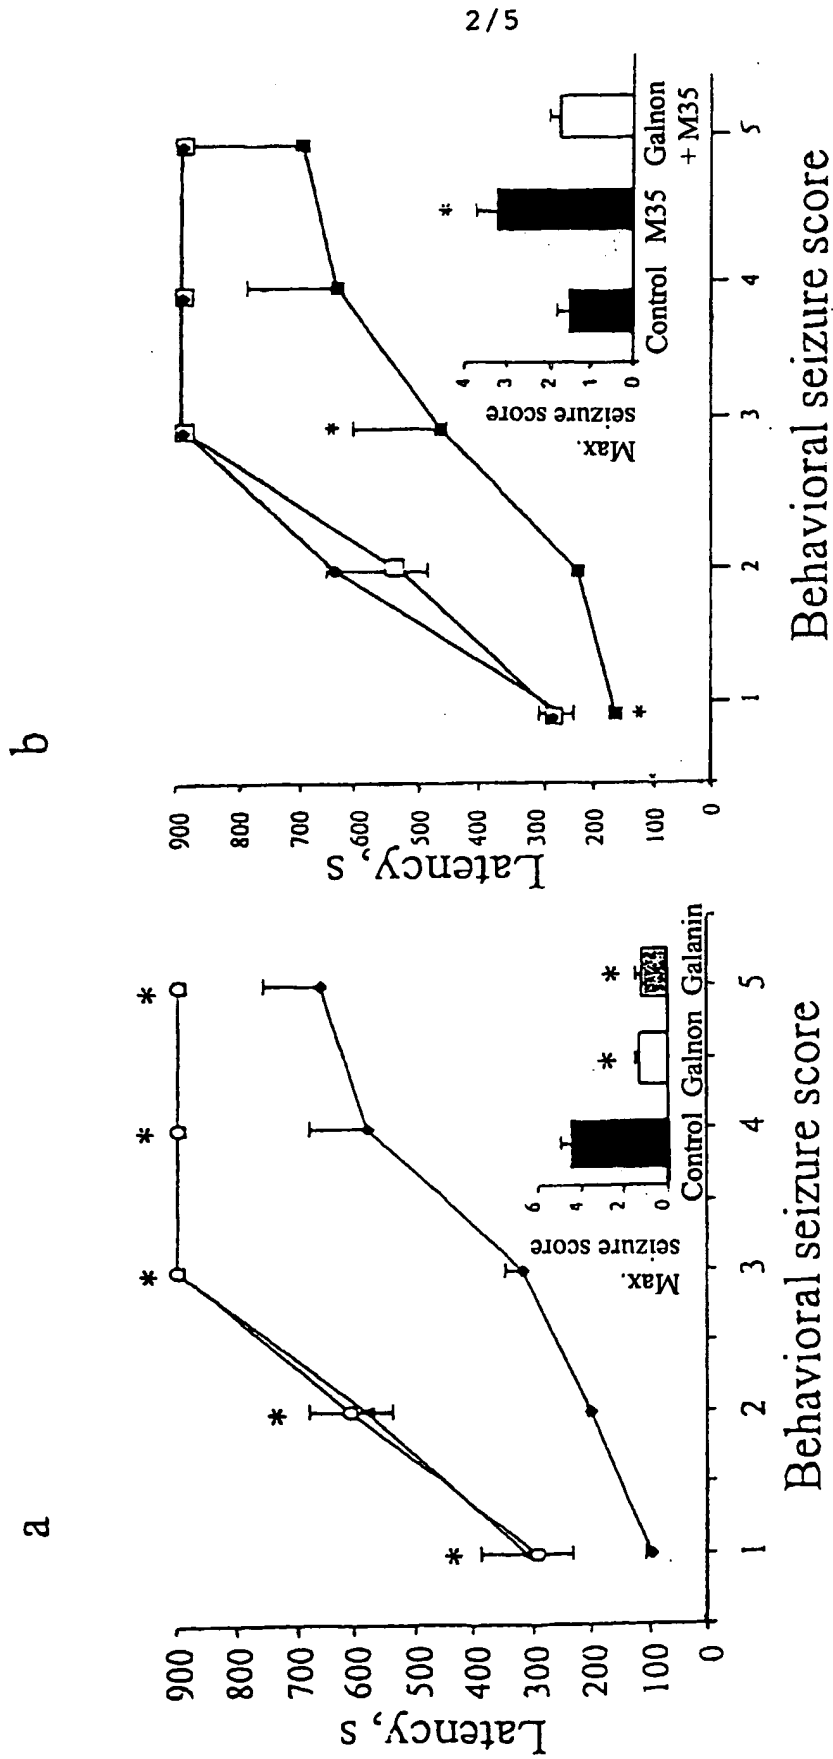 2/5
a
Latency, s
900
800
700
600
500
400
300
200
100
0
*
*
*
*
*
Max.
seizure score
6
4
2
0
*
*
Control Galnon Galanin
1 2 3 4 5
Behavioral seizure score
b
Latency, s
900
700
600
500
400
300
200
100
0
*
*
Max.
seizure score
4
3
2
1
0
*
Control M35 Galnon
+ M35
1 2 3 4 5
Behavioral seizure score